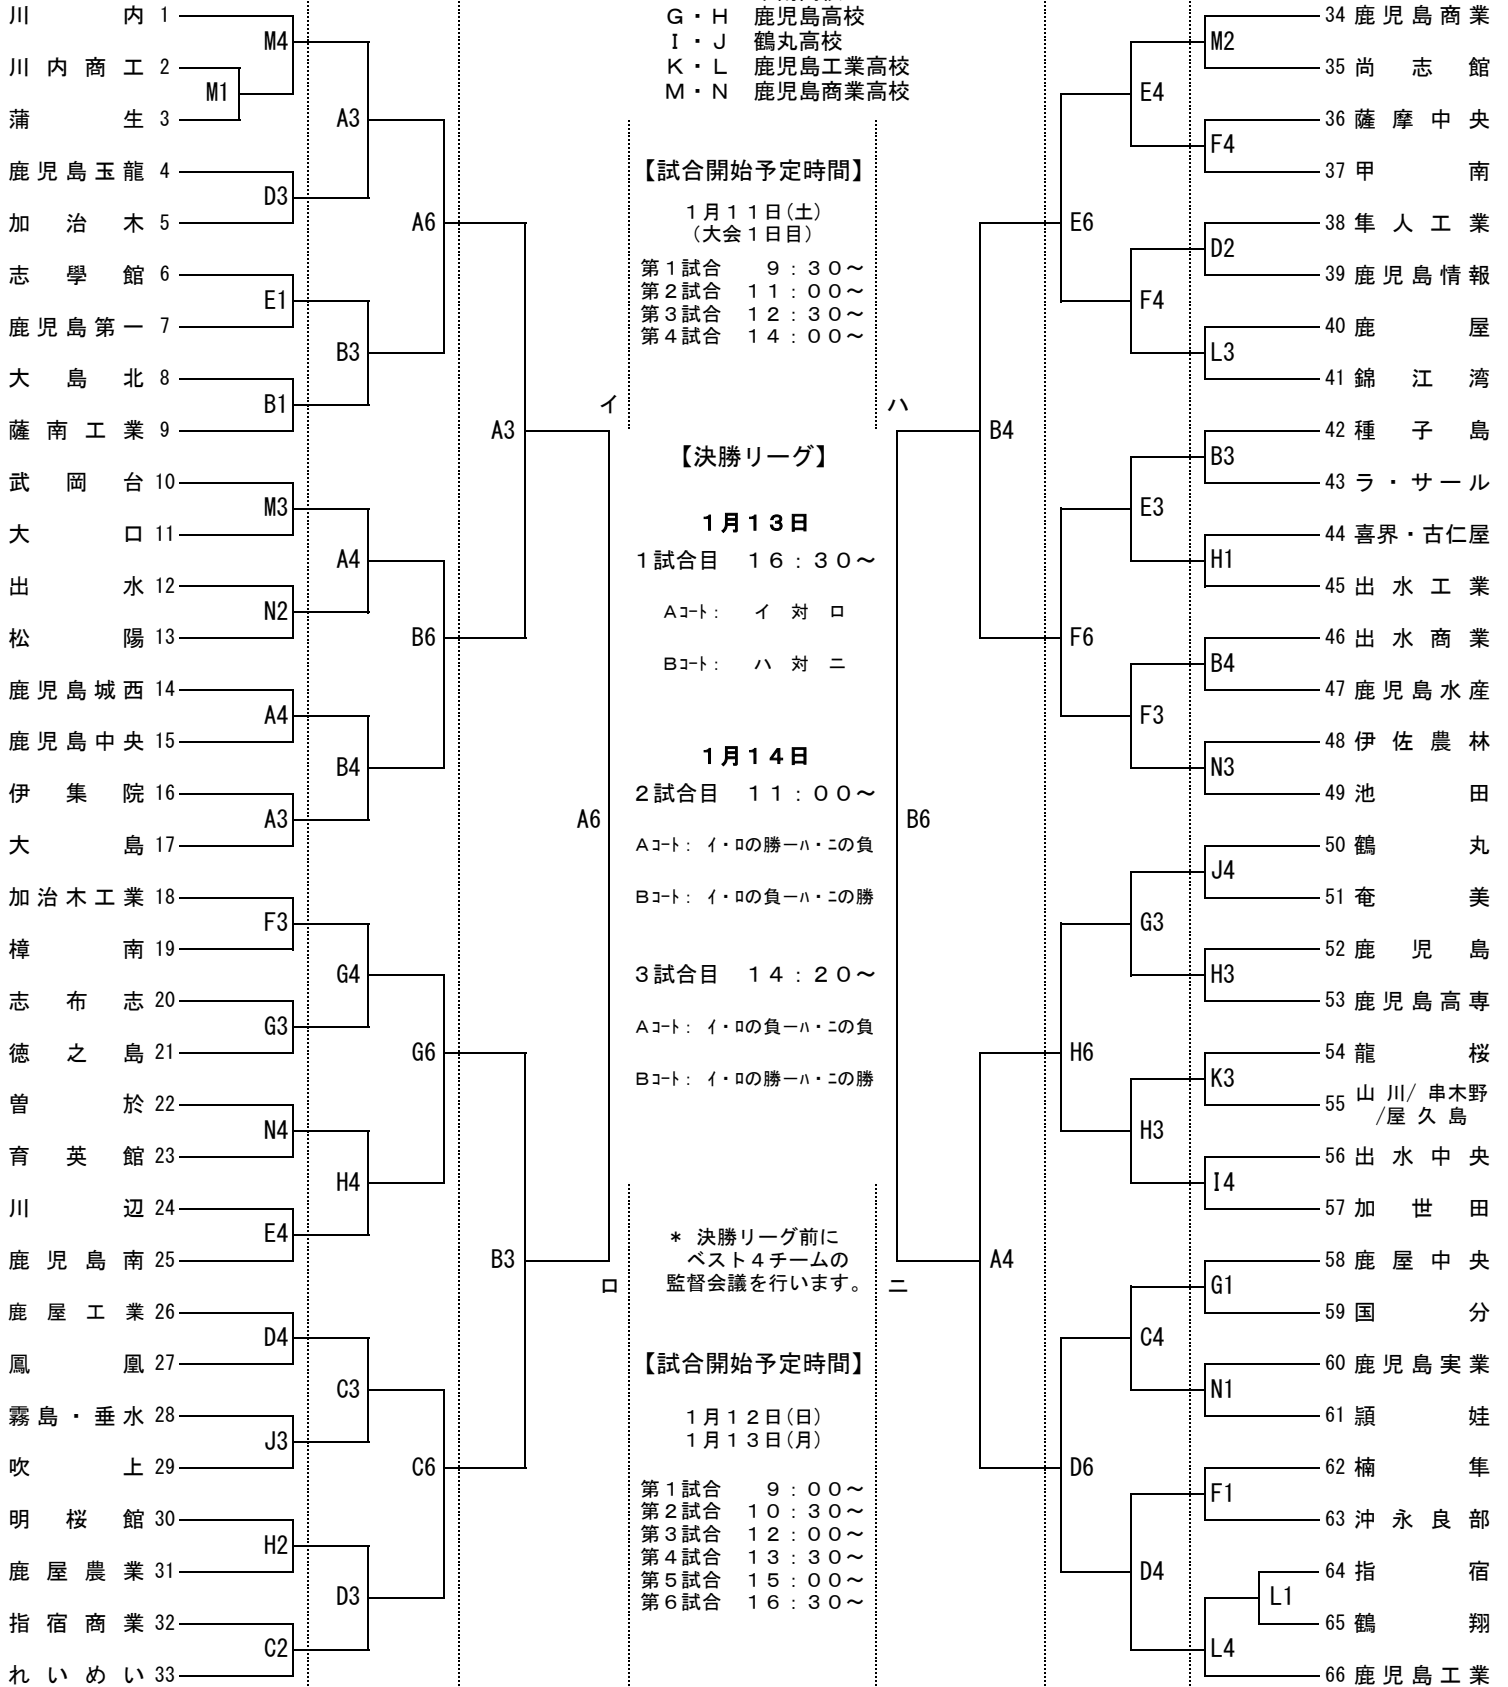 G・H　鹿児島高校
I・J　鶴丸高校
K・L　鹿児島工業高校
M・N　鹿児島商業高校
川内 1
川内商工 2
蒲生 3
鹿児島玉龍 4
加治木 5
志學館 6
鹿児島第一 7
大島北 8
薩南工業 9
武岡台 10
大口 11
出水 12
松陽 13
鹿児島城西 14
鹿児島中央 15
伊集院 16
大島 17
加治木工業 18
樟南 19
志布志 20
徳之島 21
曽於 22
育英館 23
川辺 24
鹿児島南 25
鹿屋工業 26
鳳凰 27
霧島・垂水 28
吹上 29
明桜館 30
鹿屋農業 31
指宿商業 32
れいめい 33
M4
M1
D3
E1
B1
M3
N2
A4
A3
F3
G3
N4
E4
D4
J3
H2
C2
A3
B3
A4
B4
G4
H4
C3
D3
A6
B6
G6
C6
A3
B3
A6
イ
ロ
【試合開始予定時間】
1月11日(土)
(大会1日目)
第1試合　9:30～
第2試合　11:00～
第3試合　12:30～
第4試合　14:00～
【決勝リーグ】
1月13日
1試合目　16:30～
Aコート:　イ　対　ロ
Bコート:　ハ　対　ニ
1月14日
2試合目　11:00～
Aコート:　イ・ロの勝ーハ・ニの負
Bコート:　イ・ロの負ーハ・ニの勝
3試合目　14:20～
Aコート:　イ・ロの負ーハ・ニの負
Bコート:　イ・ロの勝ーハ・ニの勝
* 決勝リーグ前に
ベスト4チームの
監督会議を行います。
【試合開始予定時間】
1月12日(日)
1月13日(月)
第1試合　9:00～
第2試合　10:30～
第3試合　12:00～
第4試合　13:30～
第5試合　15:00～
第6試合　16:30～
ハ
ニ
B6
B4
A4
E6
F6
H6
D6
E4
F4
E3
F3
G3
H3
C4
D4
M2
F4
D2
L3
B3
H1
B4
N3
J4
H3
K3
I4
G1
N1
F1
L1
L4
34 鹿児島商業
35 尚志館
36 薩摩中央
37 甲南
38 隼人工業
39 鹿児島情報
40 鹿屋
41 錦江湾
42 種子島
43 ラ・サール
44 喜界・古仁屋
45 出水工業
46 出水商業
47 鹿児島水産
48 伊佐農林
49 池田
50 鶴丸
51 奄美
52 鹿児島
53 鹿児島高専
54 龍桜
55 山川/串木野
/屋久島
56 出水中央
57 加世田
58 鹿屋中央
59 国分
60 鹿児島実業
61 頴娃
62 楠隼
63 沖永良部
64 指宿
65 鶴翔
66 鹿児島工業